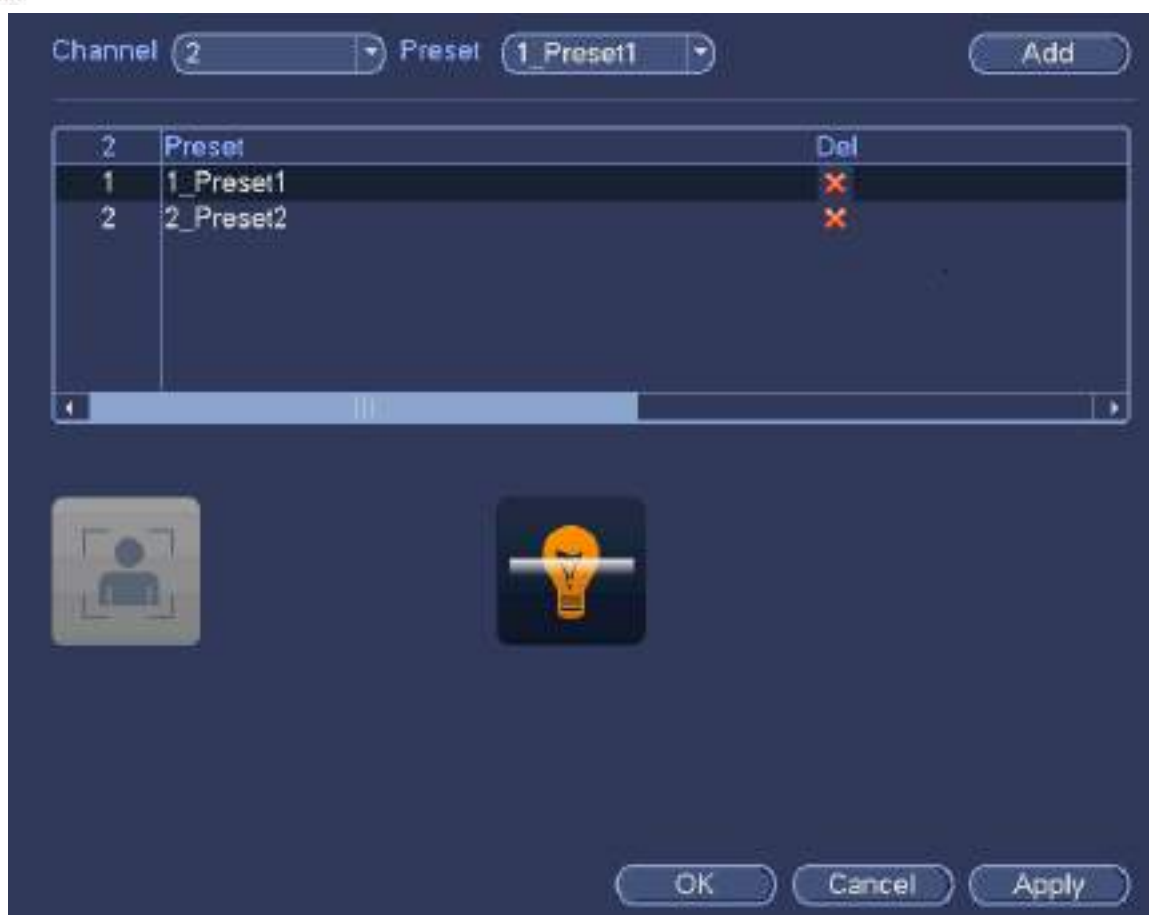 Channel 2 Preset 1_Preset1 Add
2 Preset Del
1 1_Preset1
2 2_Preset2
OK Cancel Apply